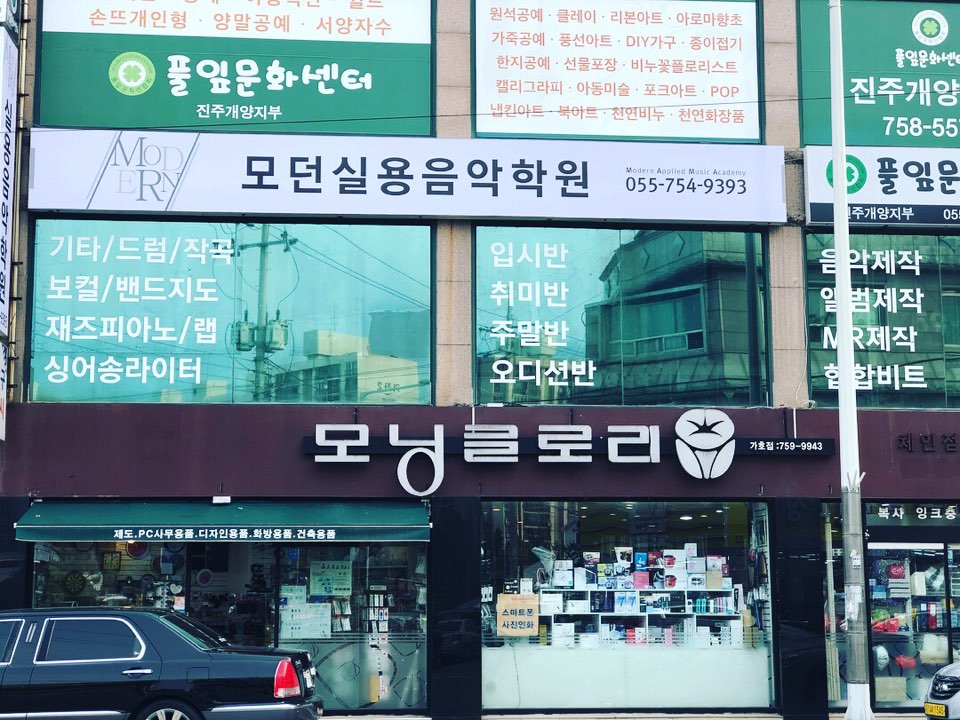 손뜨개인형 · 양말공예 · 서양자수
풀잎문화센터
진주개양지부
원석공예 · 클레이 · 리본아트 · 아로마향초
가죽공예 · 풍선아트 · DIY가구 · 종이접기
한지공예 · 선물포장 · 비누꽃플로리스트
캘리그라피 · 아동미술 · 포크아트 · POP
냅킨아트 · 북아트 · 천연비누 · 천연화장품
풀잎문화센터
진주개양
758-557
MODERN
모던실용음악학원
Modern Applied Music Academy
055-754-9393
풀잎문
진주개양지부 055
기타/드럼/작곡
보컬/밴드지도
재즈피아노/랩
싱어송라이터
입시반
취미반
주말반
오디션반
음악제작
앨범제작
MR제작
힙합비트
모닝글로리
가호점:759-9943
체인점
제도.PC사무용품.디자인용품.화방용품.건축용품
복사 잉크충
스마트폰
사진인화